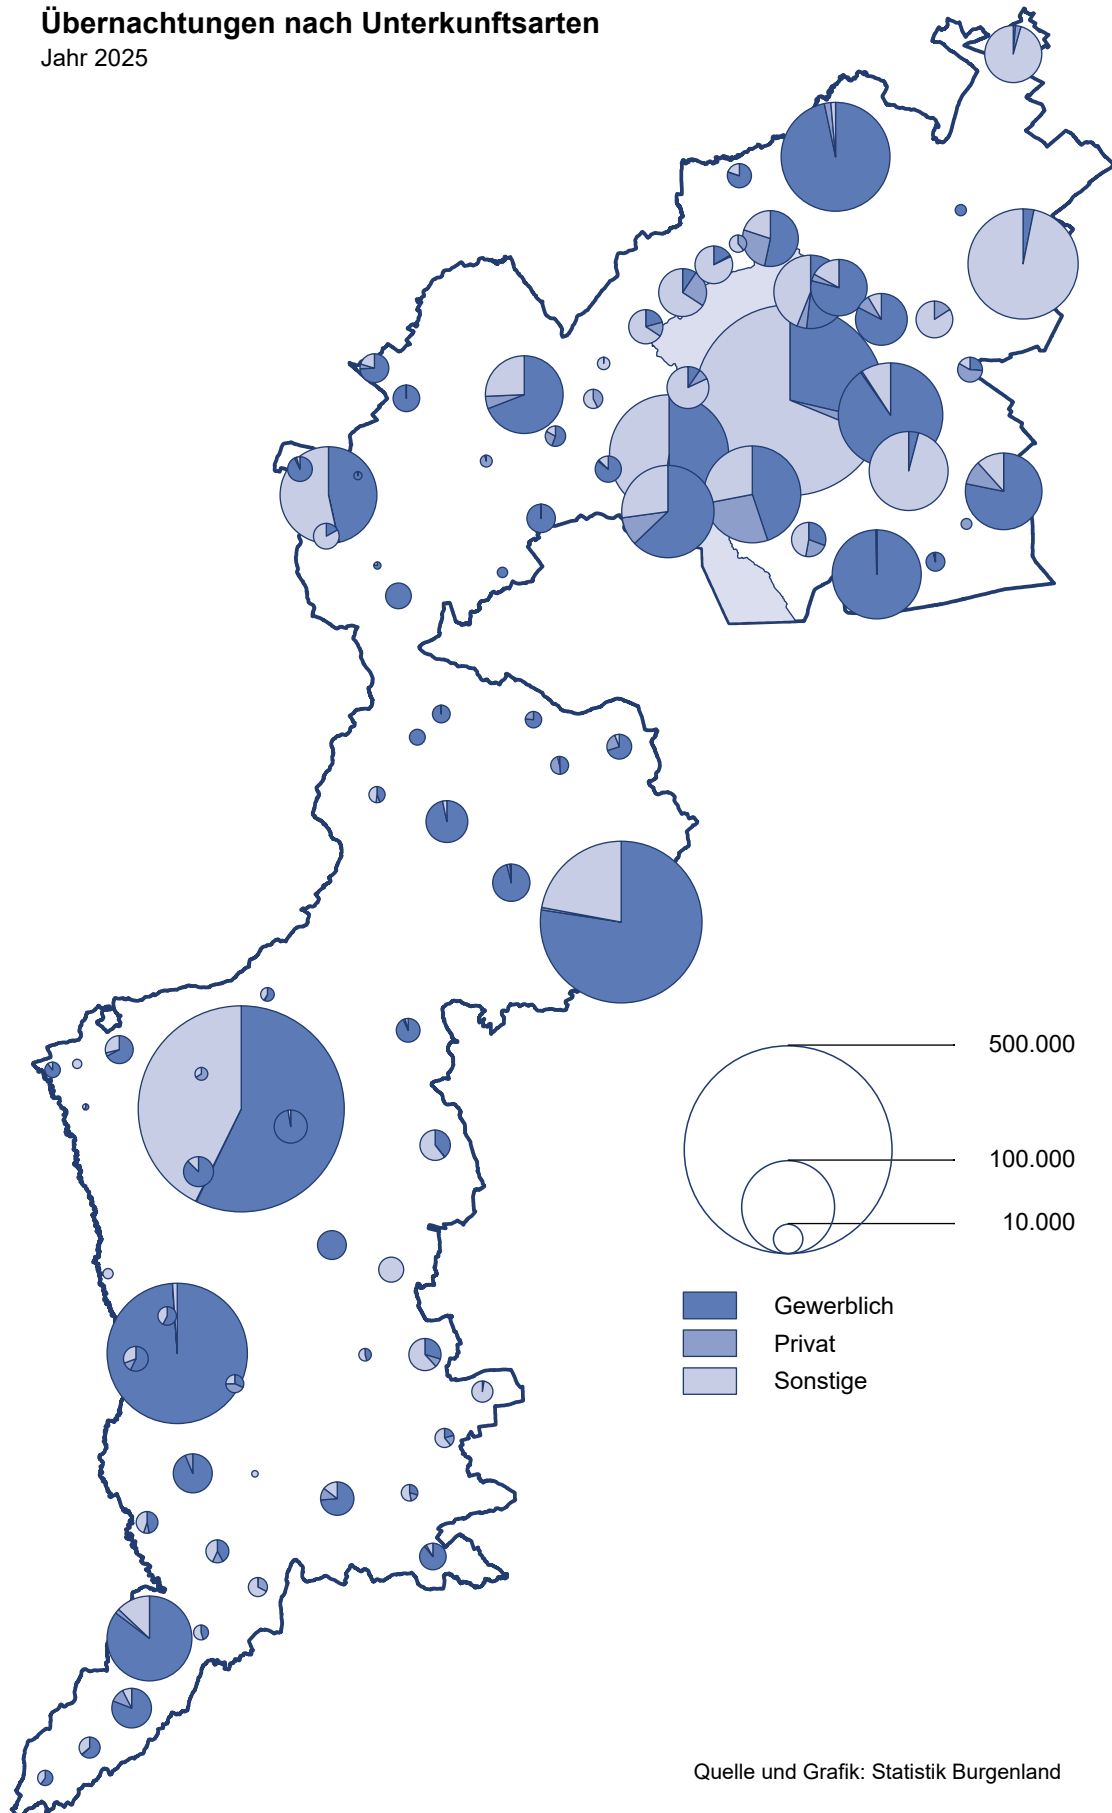 Übernachtungen nach Unterkunftsarten
Jahr 2025
500.000
100.000
10.000
Gewerblich
Privat
Sonstige
Quelle und Grafik: Statistik Burgenland